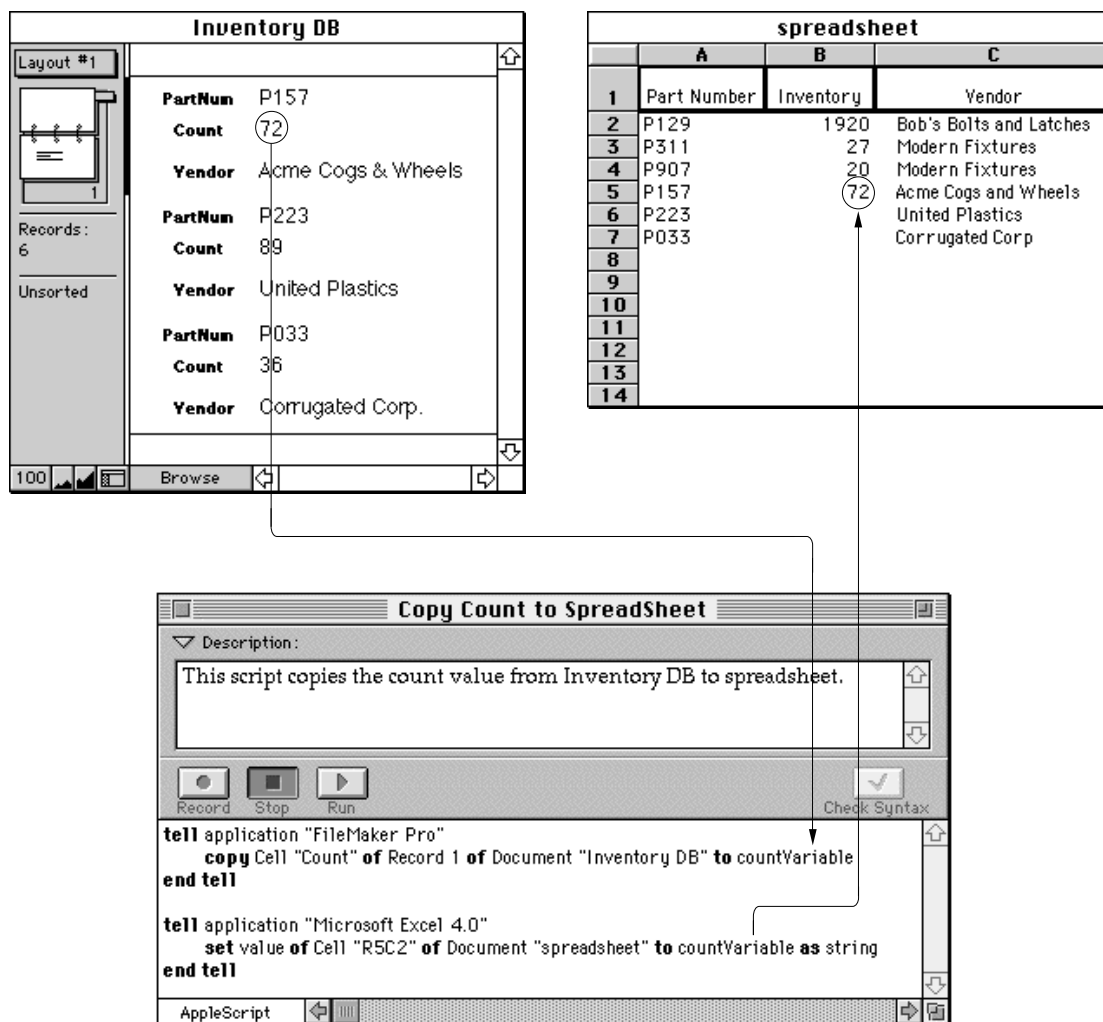 Inventory DB
Layout #1
1
Records:
6
Unsorted
PartNum P157
Count 72
Vendor Acme Cogs & Wheels
PartNum P223
Count 89
Vendor United Plastics
PartNum P033
Count 36
Vendor Corrugated Corp.
100 Browse
spreadsheet
A B C
1 Part Number Inventory Vendor
2 P129 1920 Bob's Bolts and Latches
3 P311 27 Modern Fixtures
4 P907 20 Modern Fixtures
5 P157 72 Acme Cogs and Wheels
6 P223 United Plastics
7 P033 Corrugated Corp
8
9
10
11
12
13
14
Copy Count to SpreadSheet
Description:
This script copies the count value from Inventory DB to spreadsheet.
Record Stop Run Check Syntax
tell application "FileMaker Pro"
copy Cell "Count" of Record 1 of Document "Inventory DB" to countVariable
end tell
tell application "Microsoft Excel 4.0"
set value of Cell "R5C2" of Document "spreadsheet" to countVariable as string
end tell
AppleScript